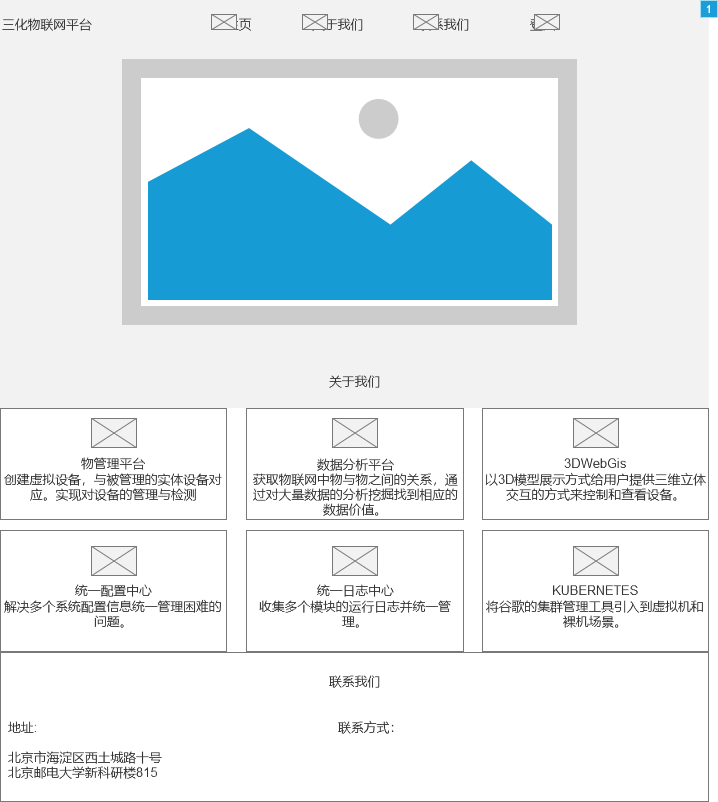 三化物联网平台
页
于我们
系我们
1
关于我们
物管理平台
创建虚拟设备，与被管理的实体设备对
应。实现对设备的管理与检测
数据分析平台
获取物联网中物与物之间的关系，通
过对大量数据的分析挖掘找到相应的
数据价值。
3DWebGis
以3D模型展示方式给用户提供三维立体
交互的方式来控制和查看设备。
统一配置中心
解决多个系统配置信息统一管理困难的
问题。
统一日志中心
收集多个模块的运行日志并统一管
理。
KUBERNETES
将谷歌的集群管理工具引入到虚拟机和
裸机场景。
联系我们
地址:
联系方式:
北京市海淀区西土城路十号
北京邮电大学新科研楼815